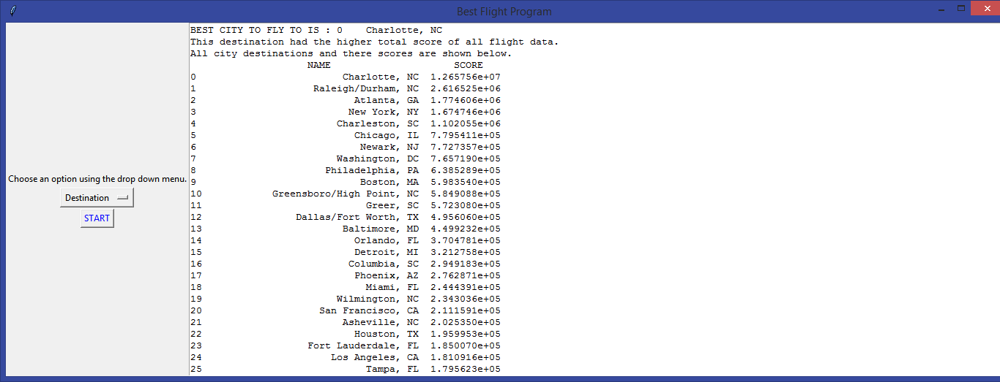 Best Flight Program
Choose an option using the drop down menu.
Destination
START
BEST CITY TO FLY TO IS : 0    Charlotte, NC
This destination had the higher total score of all flight data.
All city destinations and there scores are shown below.
NAME SCORE
0 Charlotte, NC 1.265756e+07
1 Raleigh/Durham, NC 2.616525e+06
2 Atlanta, GA 1.774606e+06
3 New York, NY 1.674746e+06
4 Charleston, SC 1.102055e+06
5 Chicago, IL 7.795411e+05
6 Newark, NJ 7.727357e+05
7 Washington, DC 7.657190e+05
8 Philadelphia, PA 6.385289e+05
9 Boston, MA 5.983540e+05
10 Greensboro/High Point, NC 5.849088e+05
11 Greer, SC 5.723080e+05
12 Dallas/Fort Worth, TX 4.956060e+05
13 Baltimore, MD 4.499232e+05
14 Orlando, FL 3.704781e+05
15 Detroit, MI 3.212758e+05
16 Columbia, SC 2.949183e+05
17 Phoenix, AZ 2.762871e+05
18 Miami, FL 2.444391e+05
19 Wilmington, NC 2.343036e+05
20 San Francisco, CA 2.111591e+05
21 Asheville, NC 2.025350e+05
22 Houston, TX 1.959953e+05
23 Fort Lauderdale, FL 1.850070e+05
24 Los Angeles, CA 1.810916e+05
25 Tampa, FL 1.795623e+05